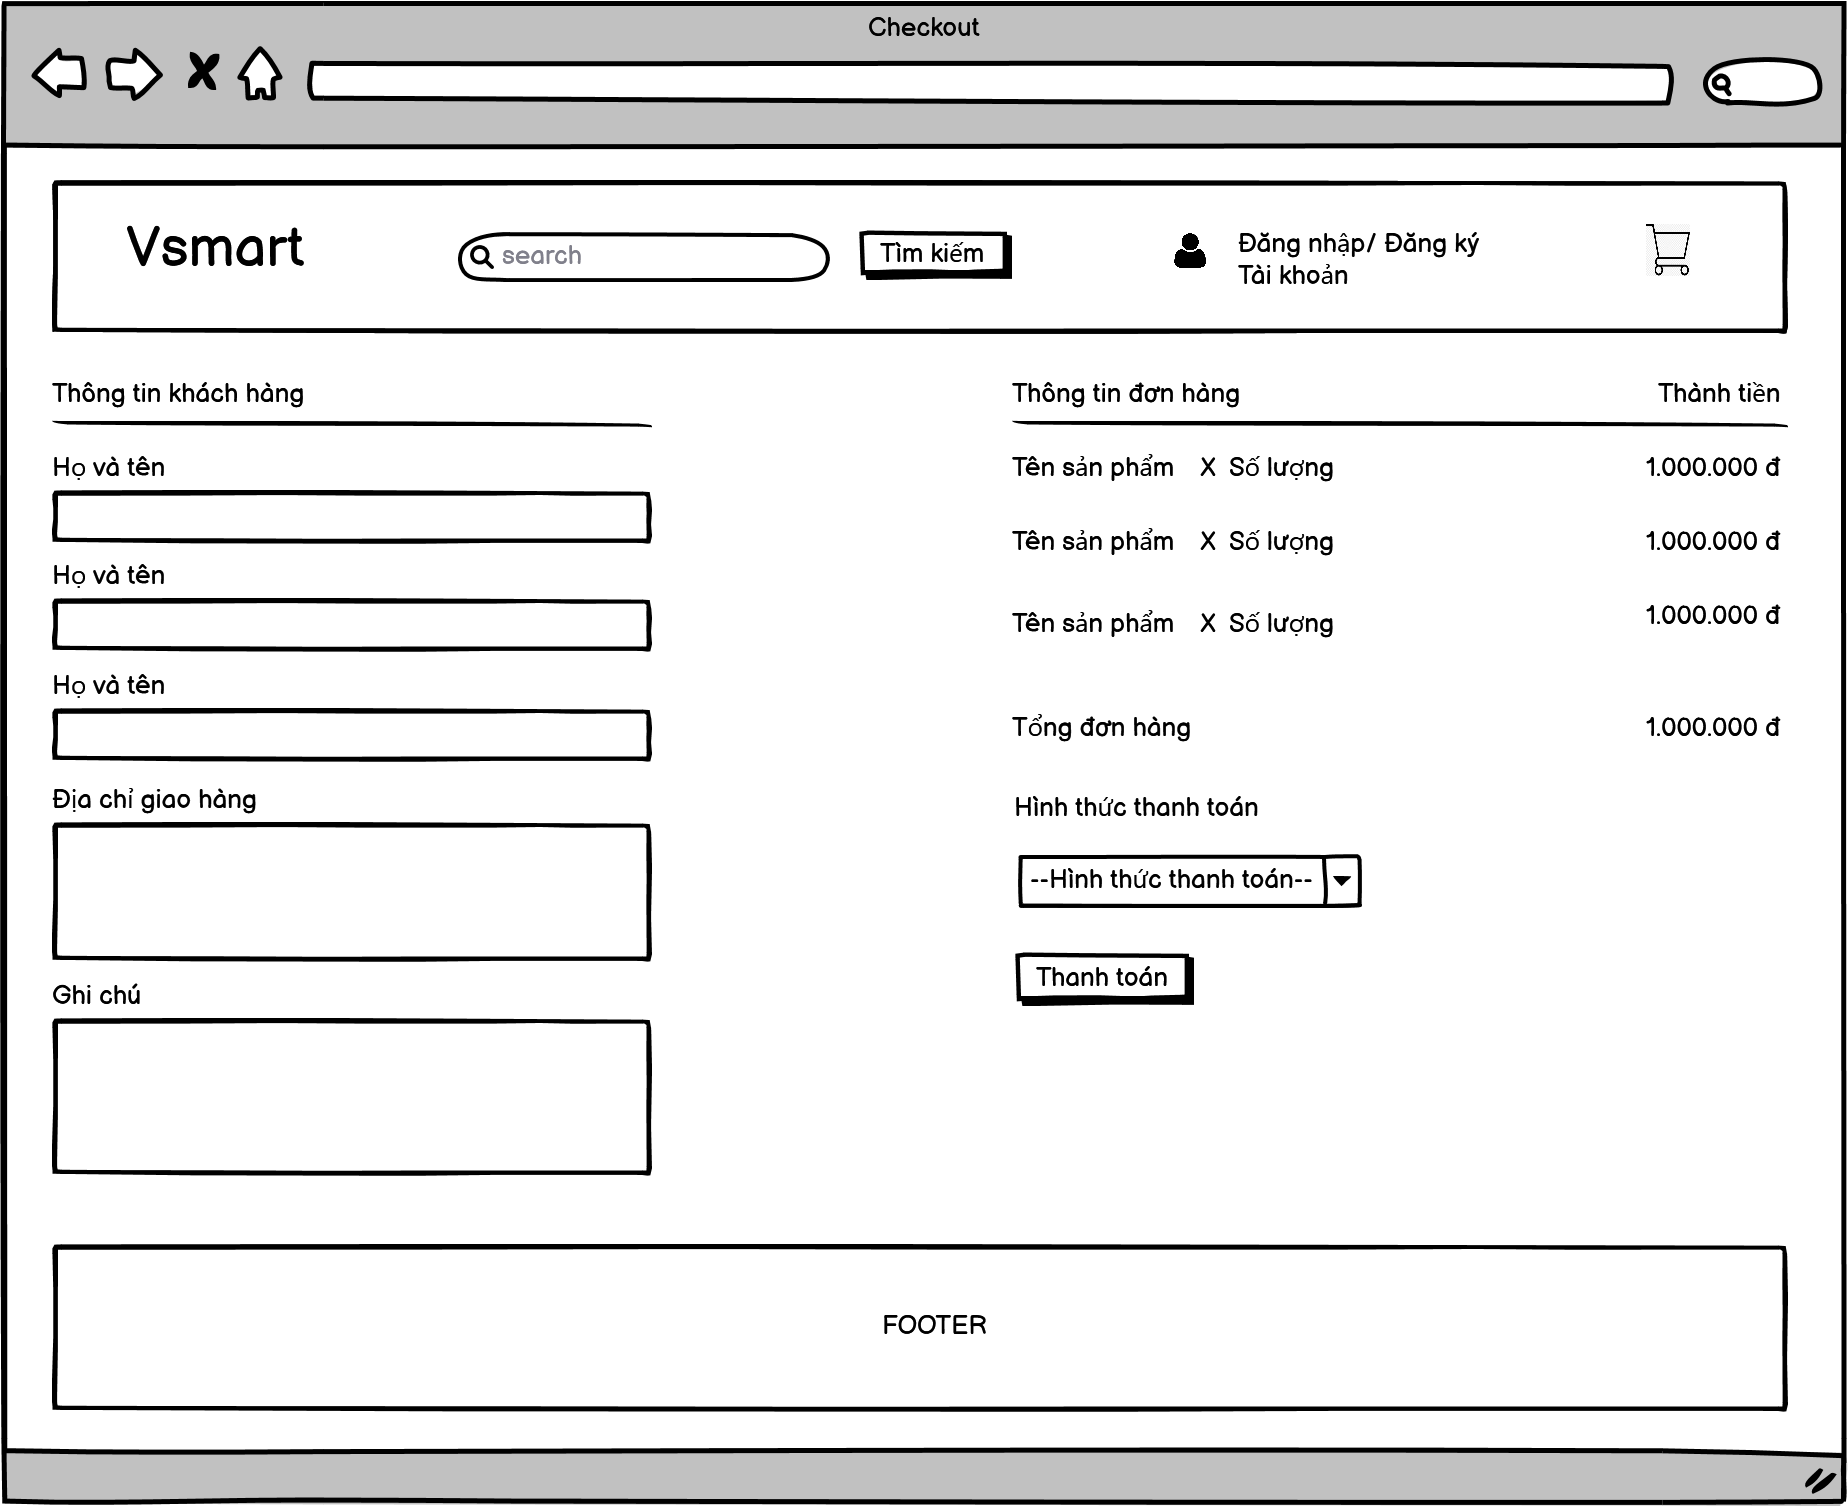 Checkout
Vsmart
search
Tìm kiếm
Đăng nhập/ Đăng ký
Tài khoản
Thông tin khách hàng
Họ và tên
Họ và tên
Họ và tên
Địa chỉ giao hàng
Ghi chú
Thông tin đơn hàng Thành tiền
Tên sản phẩm X Số lượng 1.000.000 đ
Tên sản phẩm X Số lượng 1.000.000 đ
Tên sản phẩm X Số lượng 1.000.000 đ
Tổng đơn hàng 1.000.000 đ
Hình thức thanh toán
--Hình thức thanh toán--
Thanh toán
FOOTER